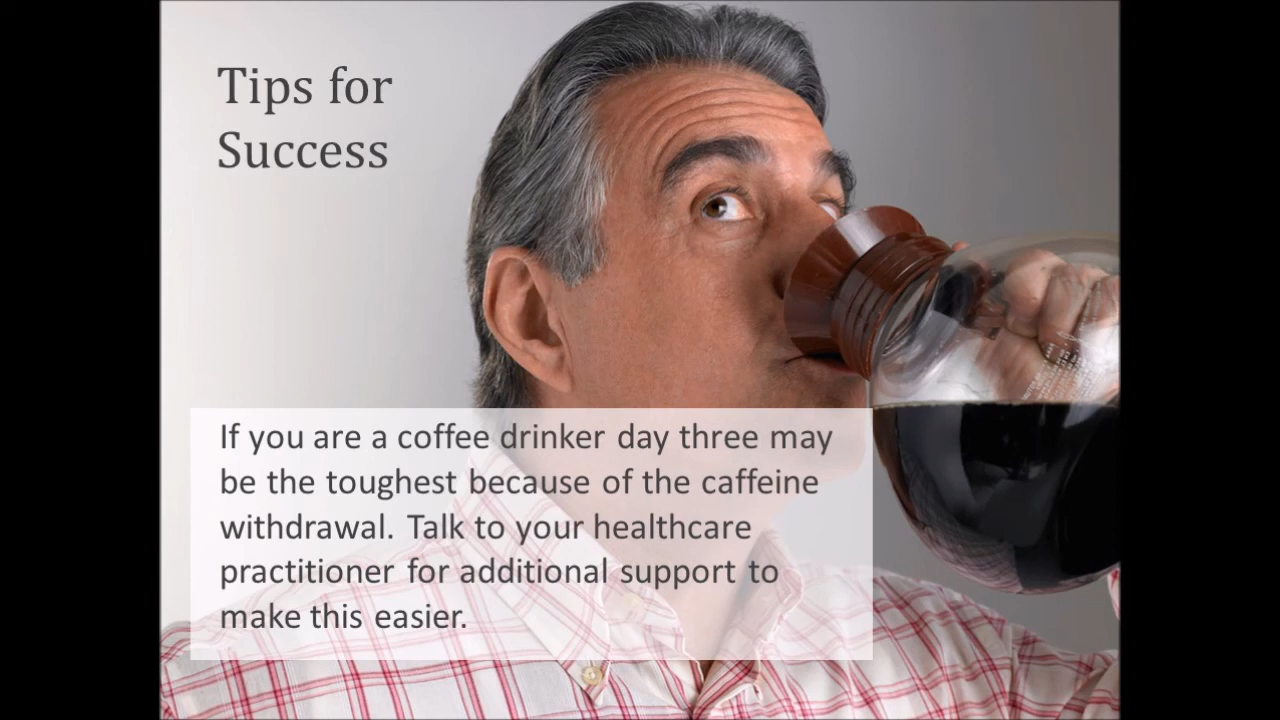 Tips for
Success
If you are a coffee drinker day three may
be the toughest because of the caffeine
withdrawal. Talk to your healthcare
practitioner for additional support to
make this easier.